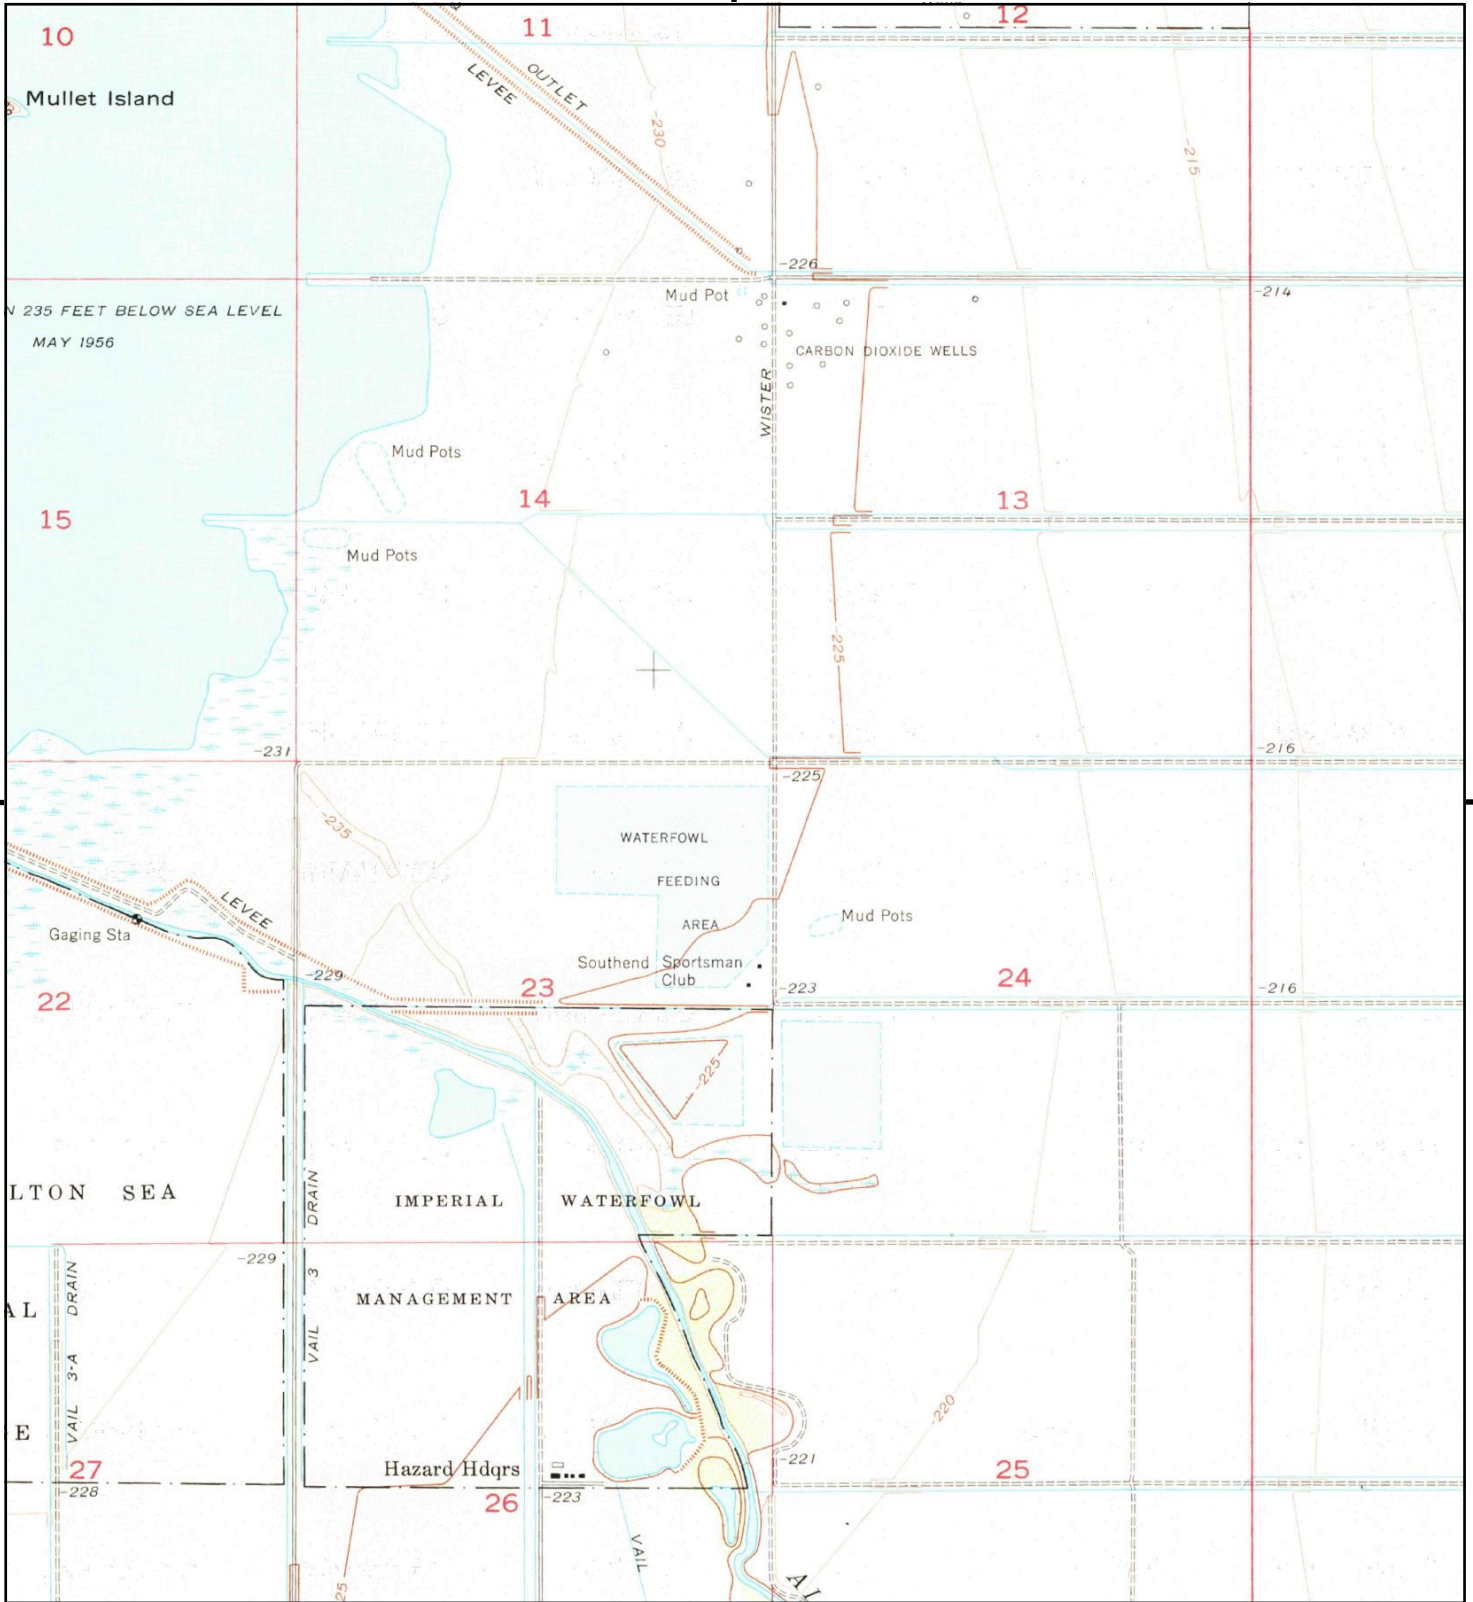 10
11
12
Mullet Island
LEVEE
OUTLET
-230
-215
-226
Mud Pot
-214
N 235 FEET BELOW SEA LEVEL
MAY 1956
CARBON DIOXIDE WELLS
WISTER
Mud Pots
15
14
13
Mud Pots
-225
-231
-216
-225
-235
WATERFOWL
FEEDING
AREA
LEVEE
Gaging Sta
Mud Pots
Southend Sportsman
Club
-229
22
23
-223
24
-216
-225
LTON SEA
DRAIN
IMPERIAL WATERFOWL
-229
DRAIN
3
MANAGEMENT AREA
AL
VAIL
3-A
VAIL
-220
E
27
Hazard Hdqrs
-221
25
-228
26
-223
VAIL
25
AL